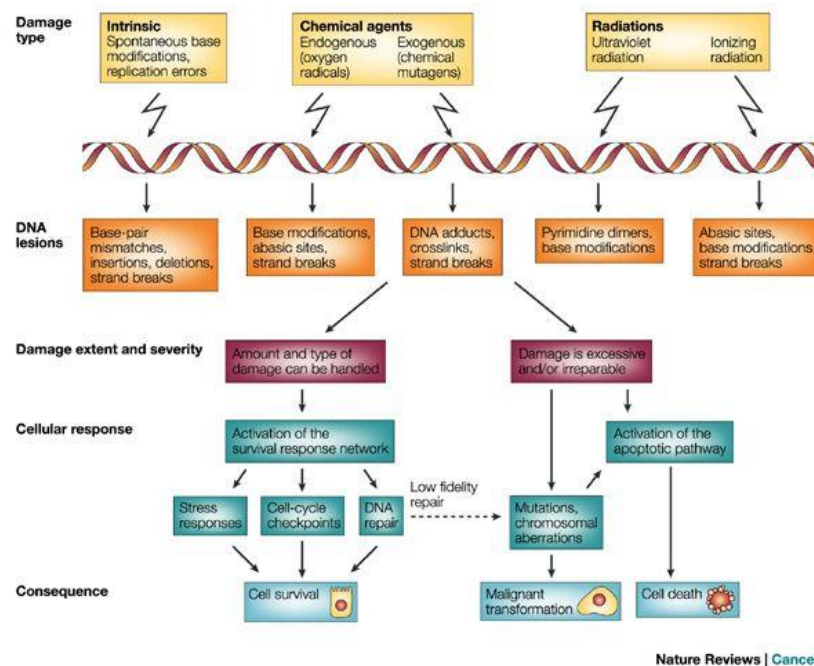 Damage
type
Intrinsic
Spontaneous base
modifications,
replication errors
Chemical agents
Endogenous
(oxygen
radicals)
Exogenous
(chemical
mutagens)
Radiations
Ultraviolet
radiation
Ionizing
radiation
DNA
lesions
Base-pair
mismatches,
insertions, deletions,
strand breaks
Base modifications,
abasic sites,
strand breaks
DNA adducts,
crosslinks,
strand breaks
Pyrimidine dimers,
base modifications
Abasic sites,
base modifications,
strand breaks
Damage extent and severity
Amount and type of
damage can be handled
Damage is excessive
and/or irreparable
Cellular response
Activation of the
survival response network
Activation of the
apoptotic pathway
Stress
responses
Cell-cycle
checkpoints
DNA
repair
Low fidelity
repair
Mutations,
chromosomal
aberrations
Consequence
Cell survival
Malignant
transformation
Cell death
Nature Reviews | Cance